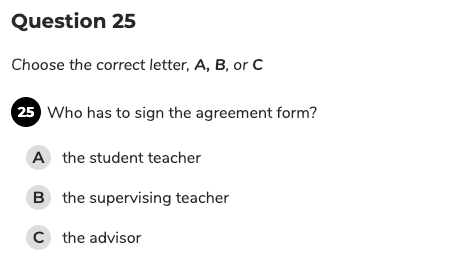 Question 25
Choose the correct letter, A, B, or C
25 Who has to sign the agreement form?
A the student teacher
B the supervising teacher
C the advisor